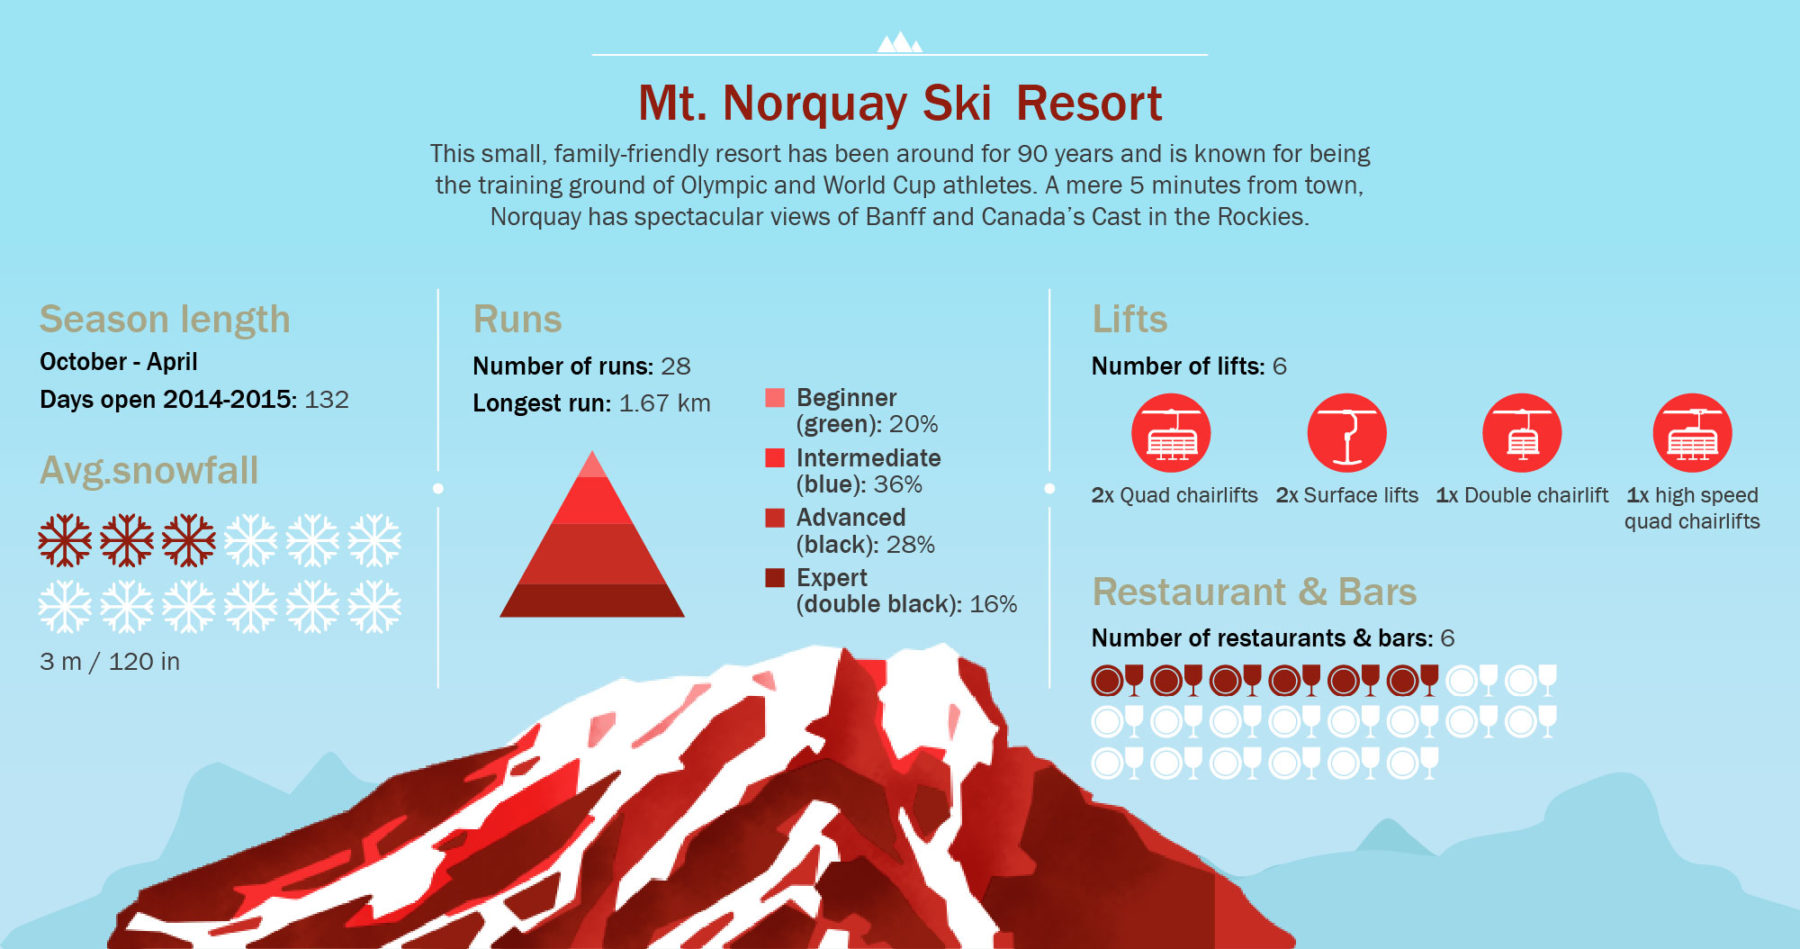 Mt. Norquay Ski Resort
This small, family-friendly resort has been around for 90 years and is known for being
the training ground of Olympic and World Cup athletes. A mere 5 minutes from town,
Norquay has spectacular views of Banff and Canada's Cast in the Rockies.
Season length
October - April
Days open 2014-2015: 132
Avg.snowfall
3 m / 120 in
Runs
Number of runs: 28
Longest run: 1.67 km
Beginner
(green): 20%
Intermediate
(blue): 36%
Advanced
(black): 28%
Expert
(double black): 16%
Lifts
Number of lifts: 6
2x Quad chairlifts
2x Surface lifts
1x Double chairlift
1x high speed
quad chairlifts
Restaurant & Bars
Number of restaurants & bars: 6